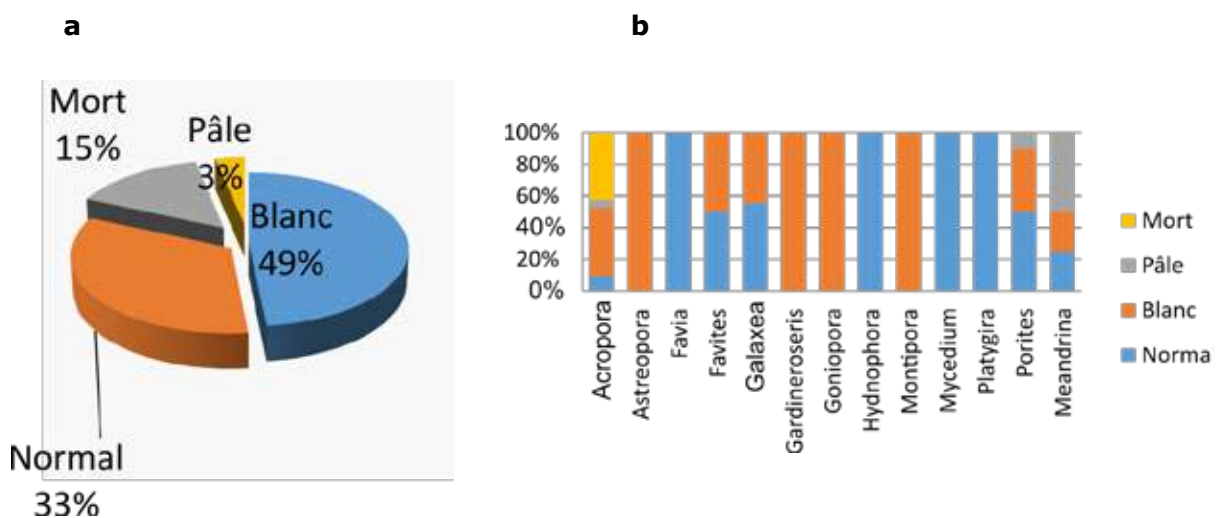 a
b
Mort
15%
Pâle
3%
Blanc
49%
Normal
33%
100%
80%
60%
40%
20%
0%
Acropora
Astreopora
Favia
Favites
Galaxea
Gardineroseris
Goniopora
Hydnophora
Montipora
Mycedium
Platygira
Porites
Meandrina
Mort
Pâle
Blanc
Norma